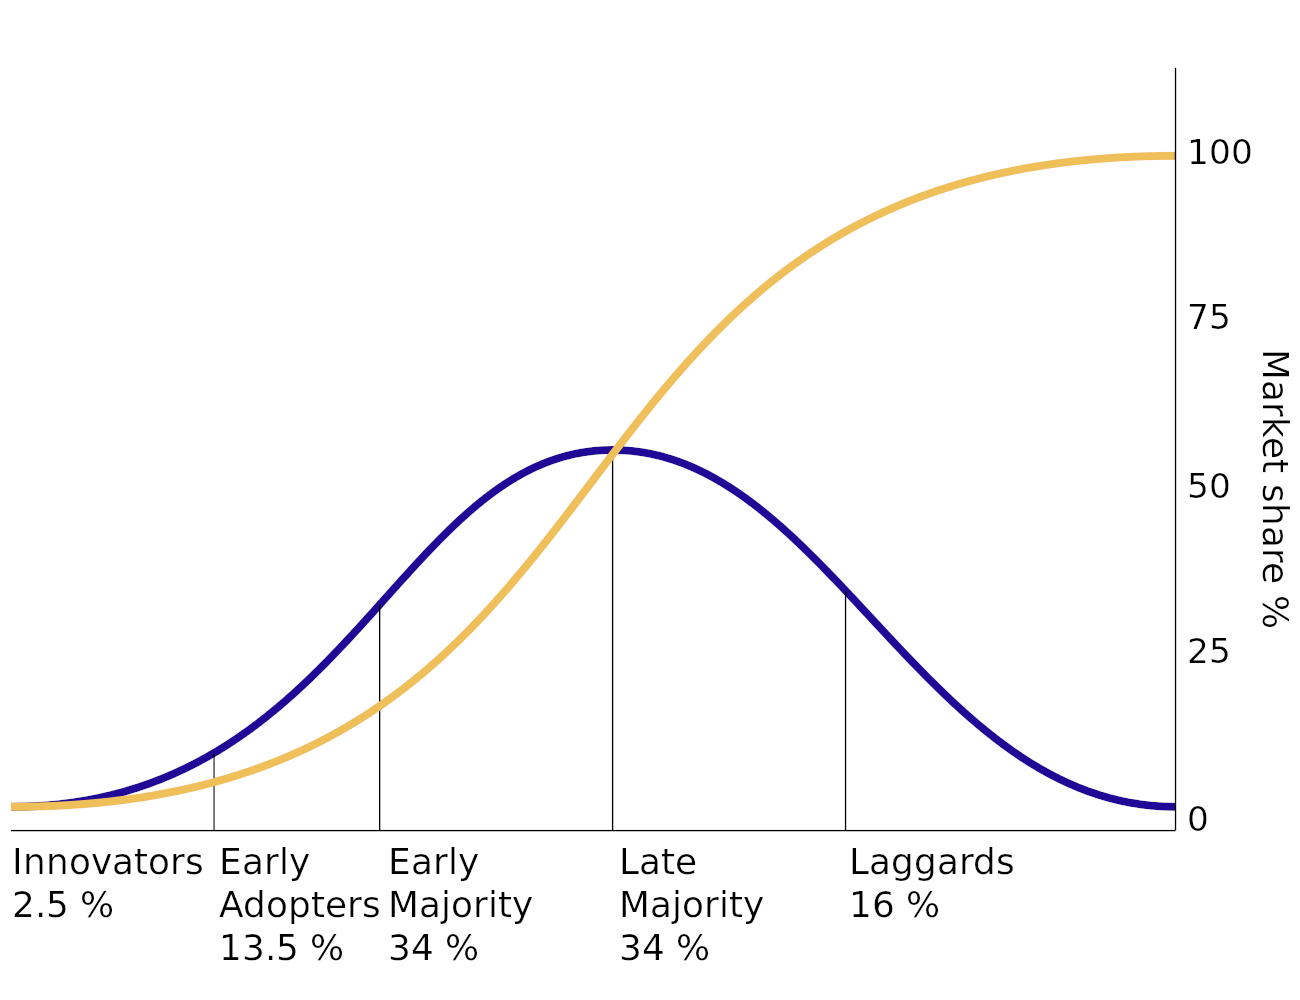 100
75
50
25
0
Market share %
Innovators
2.5 %
Early
Adopters
13.5 %
Early
Majority
34 %
Late
Majority
34 %
Laggards
16 %